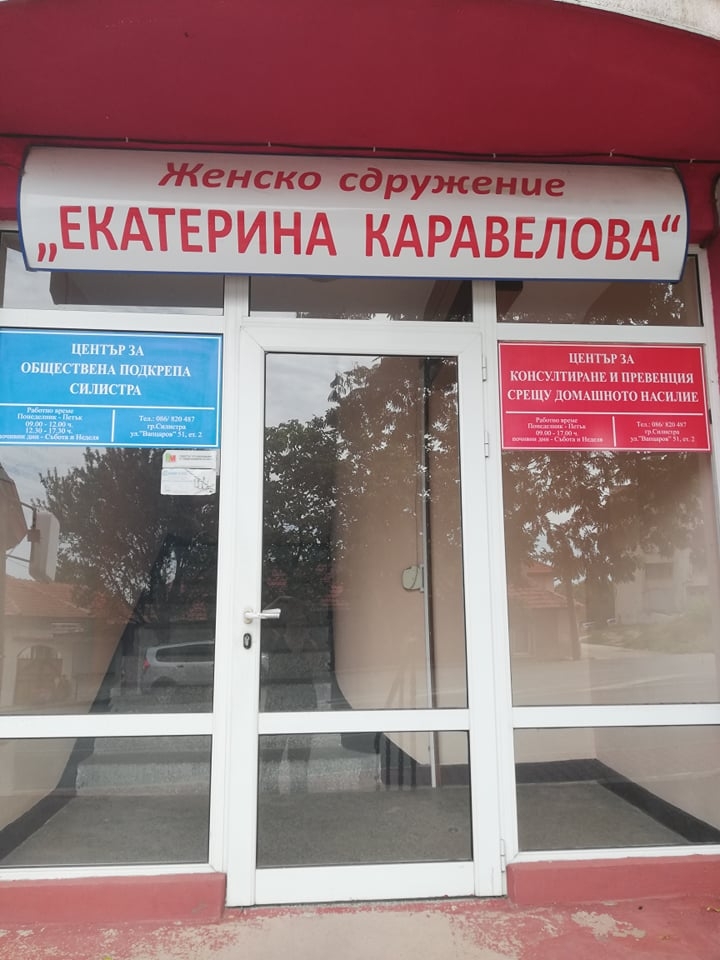 Женско сдружение
„ЕКАТЕРИНА КАРАВЕЛОВА“
ЦЕНТЪР ЗА
ОБЩЕСТВЕНА ПОДКРЕПА
СИЛИСТРА
Работно време
Понеделник - Петък
09.00 - 12.00 ч.
12.30 - 17.30 ч.
почивни дни - Събота и Неделя
Тел.: 086/ 820 487
гр.Силистра
ул."Вапцаров" 51, ет. 2
ЦЕНТЪР ЗА
КОНСУЛТИРАНЕ И ПРЕВЕНЦИЯ
СРЕЩУ ДОМАШНОТО НАСИЛИЕ
Работно време
Понеделник - Петък
09.00 - 17.00 ч.
почивни дни - Събота и Неделя
Тел.: 086/ 820 487
гр.Силистра
ул."Вапцаров" 51, ет. 2